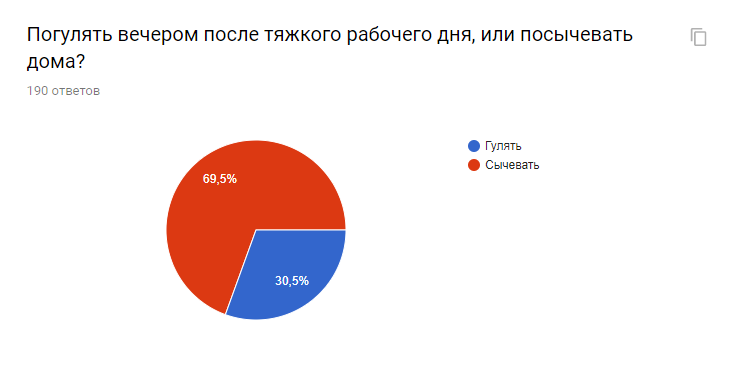 Погулять вечером после тяжкого рабочего дня, или посычевать
дома?
190 ответов
Гулять
Сычевать
69,5%
30,5%